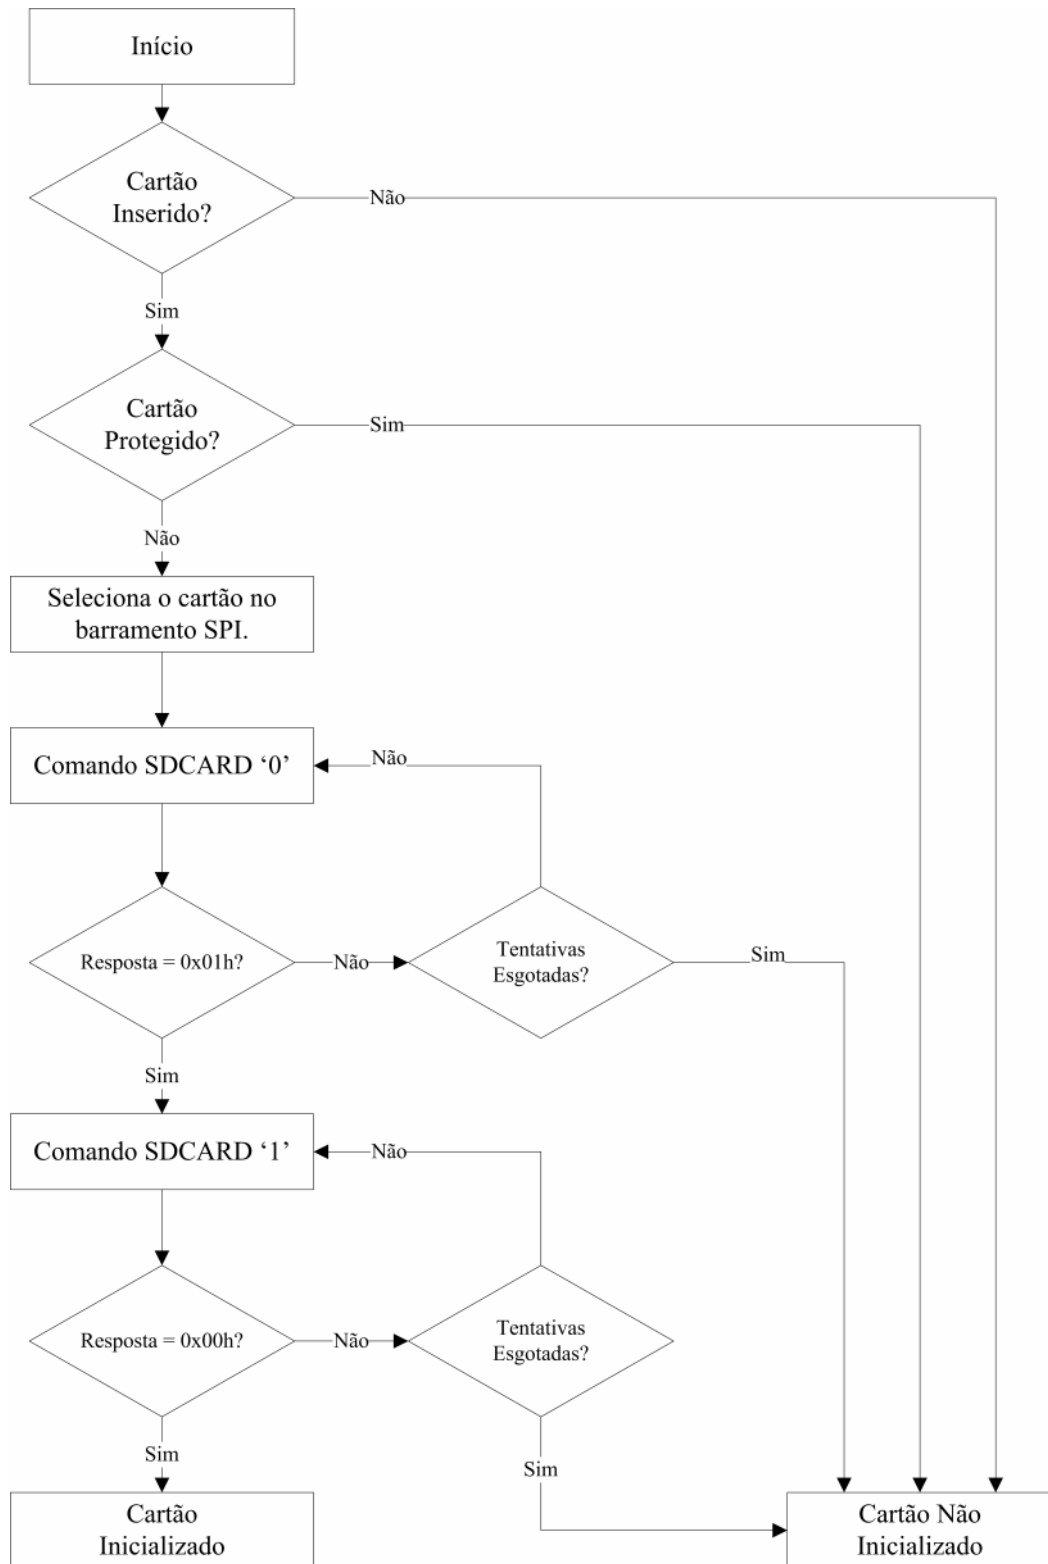 Início
Cartão
Inserido?
Não
Sim
Cartão
Protegido?
Sim
Não
Seleciona o cartão no
barramento SPI.
Comando SDCARD ‘0’
Não
Resposta = 0x01h?
Não
Tentativas
Esgotadas?
Sim
Sim
Comando SDCARD ‘1’
Não
Resposta = 0x00h?
Não
Tentativas
Esgotadas?
Sim
Sim
Cartão
Inicializado
Cartão Não
Inicializado